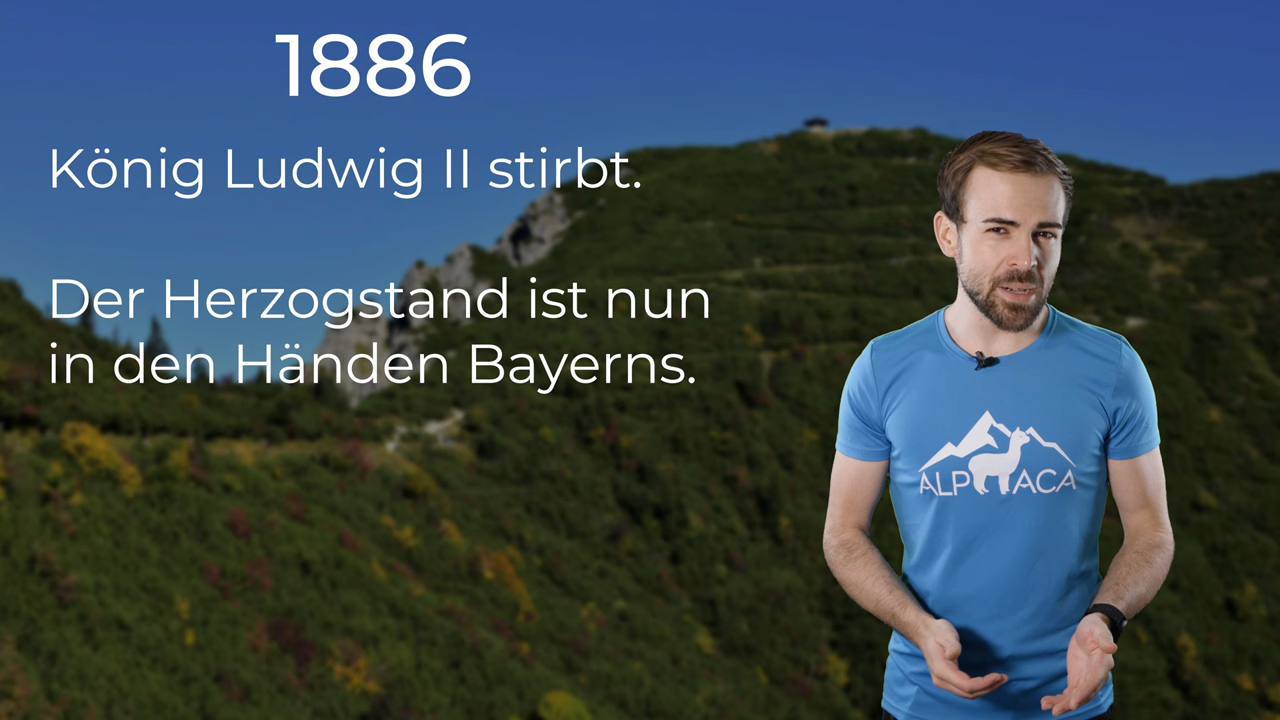 1886
König Ludwig II stirbt.
Der Herzogstand ist nun
in den Händen Bayerns.
ALPACA